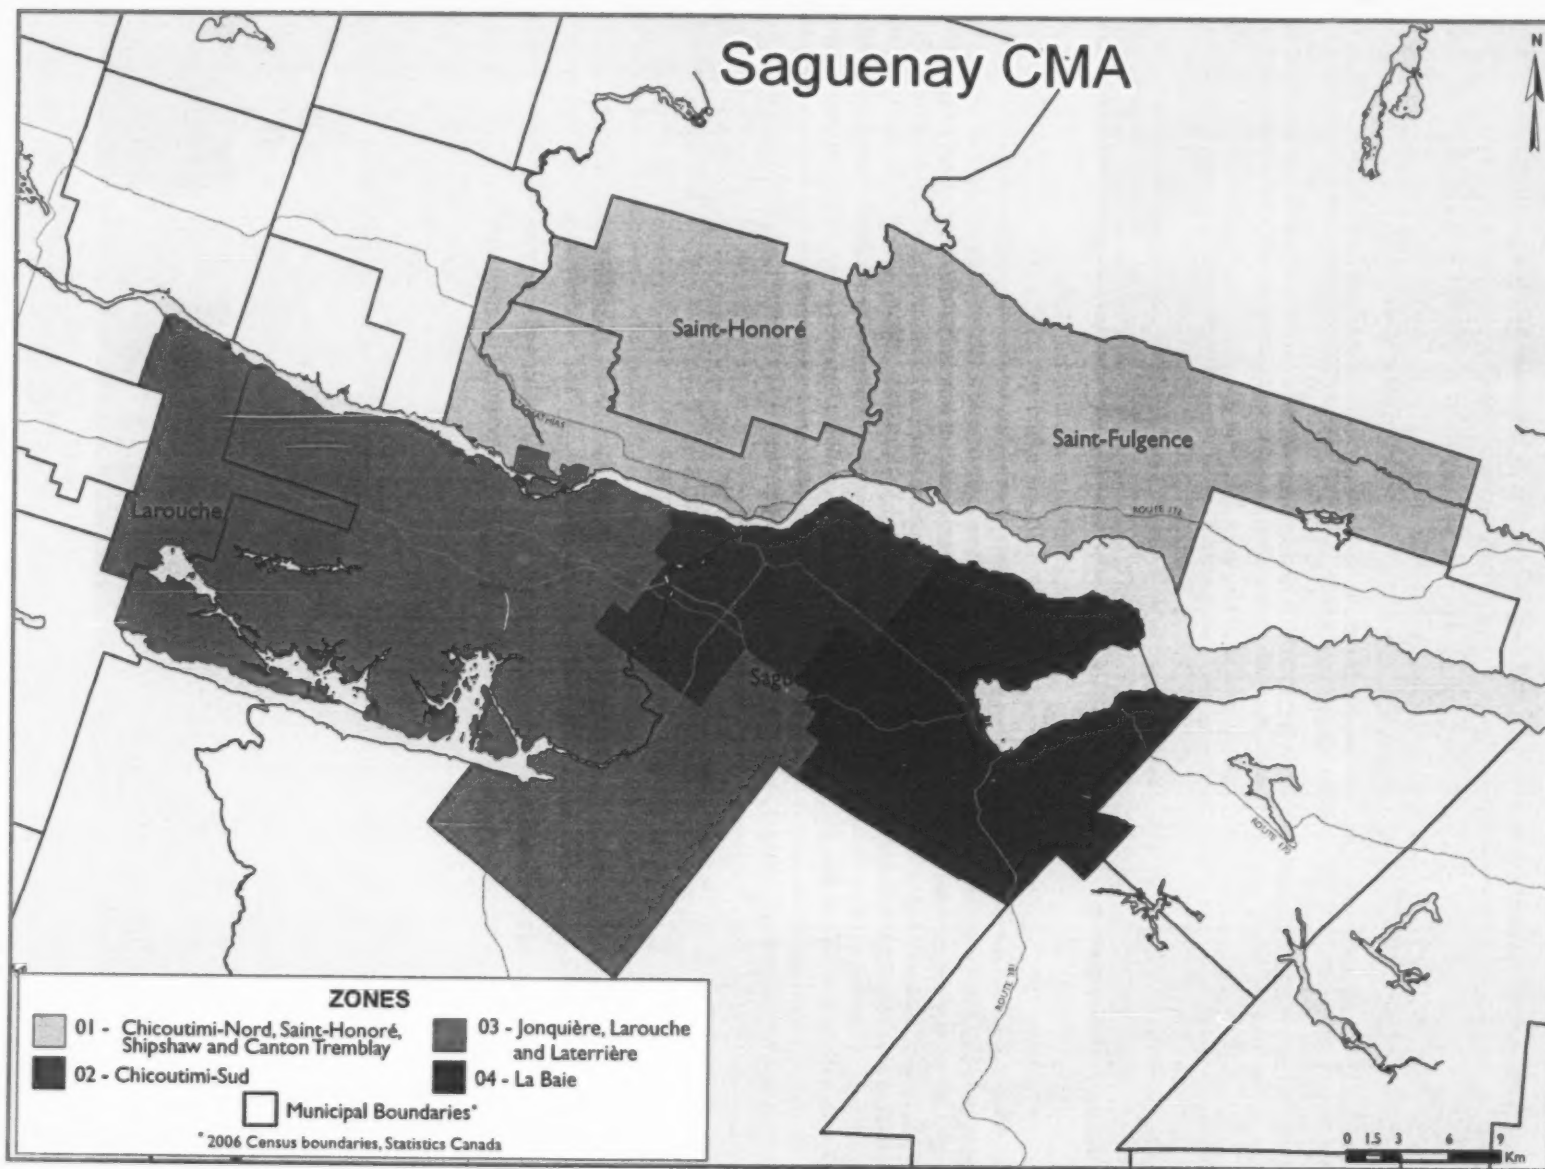 Saguenay CMA
N
Saint-Honoré
Saint-Fulgence
Larouche
ROUTE 172
ROUTE 381
ZONES
01 - Chicoutimi-Nord, Saint-Honoré,
Shipshaw and Canton Tremblay
02 - Chicoutimi-Sud
03 - Jonquière, Larouche
and Laterrière
04 - La Baie
Municipal Boundaries*
* 2006 Census boundaries, Statistics Canada
0 1.5 3 6 9
Km